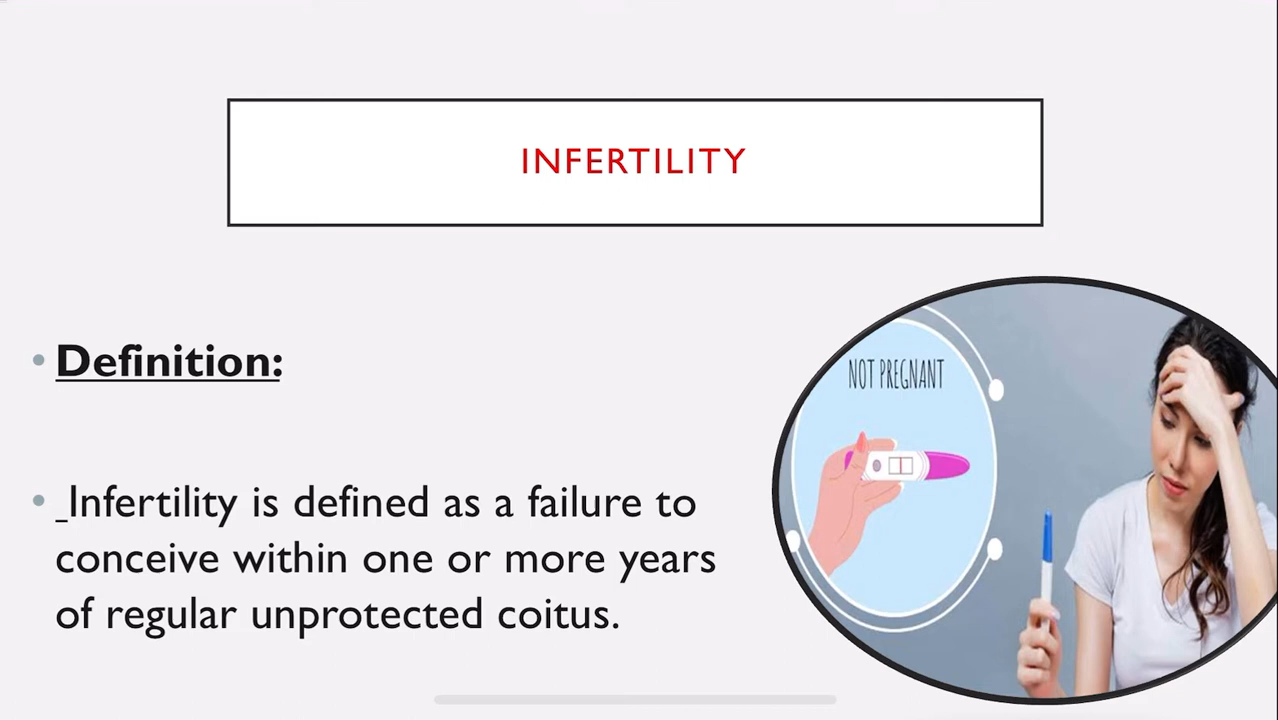 INFERTILITY
• Definition:
NOT PREGNANT
• _Infertility is defined as a failure to
conceive within one or more years
of regular unprotected coitus.